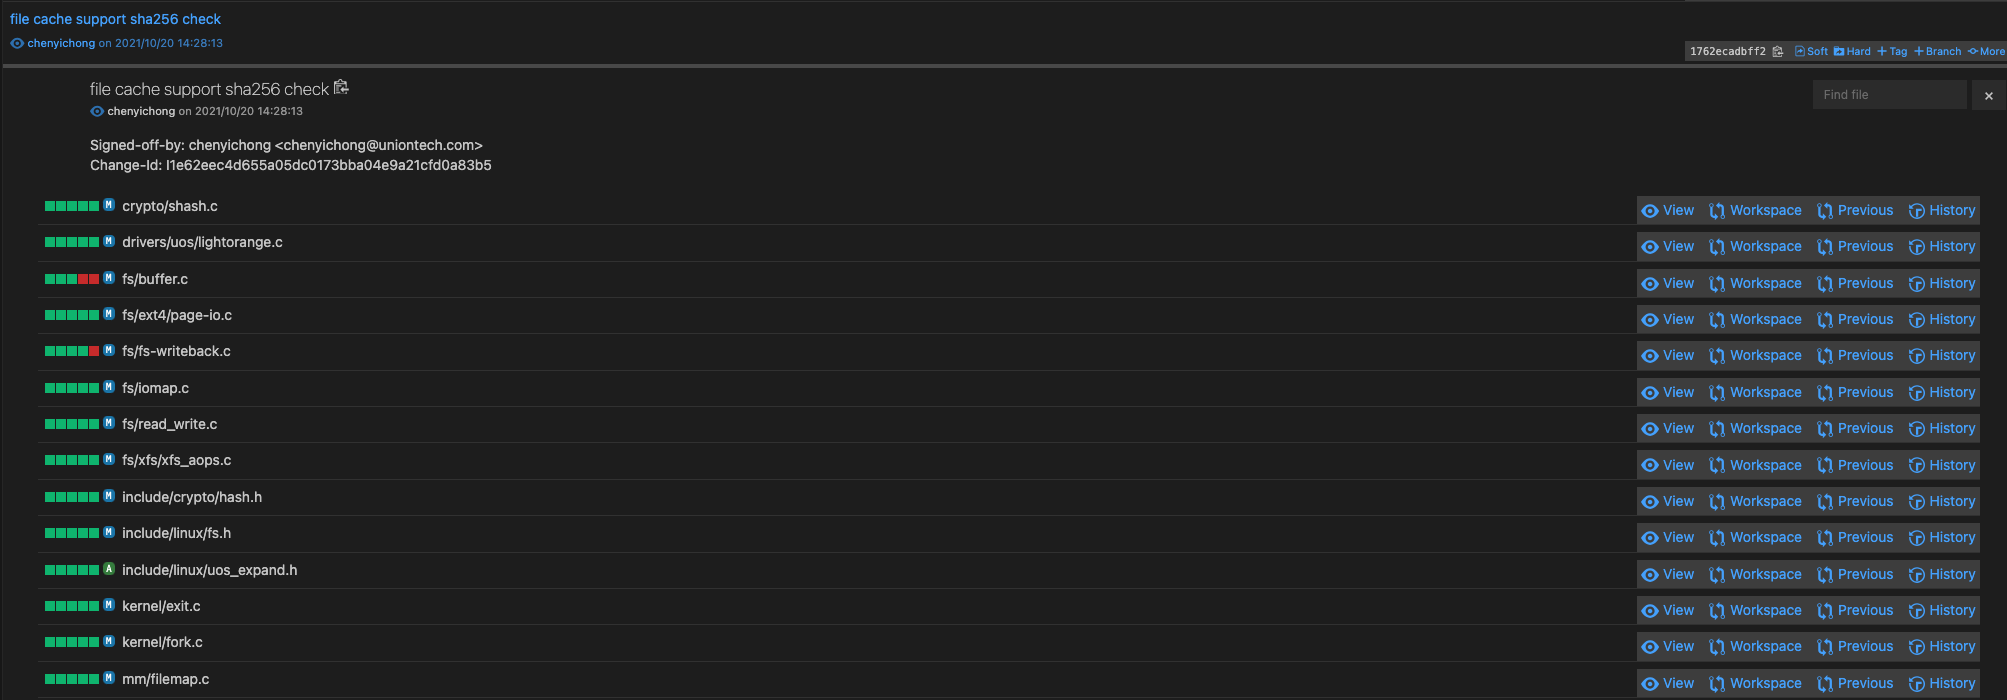 file cache support sha256 check
chenyichong on 2021/10/20 14:28:13
1762ecadbff2 Soft Hard Tag Branch More
file cache support sha256 check
Find file
chenyichong on 2021/10/20 14:28:13
Signed-off-by: chenyichong <chenyichong@uniontech.com>
Change-Id: I1e62eec4d655a05dc0173bba04e9a21cfd0a83b5
M crypto/shash.c View Workspace Previous History
M drivers/uos/lightorange.c View Workspace Previous History
M fs/buffer.c View Workspace Previous History
M fs/ext4/page-io.c View Workspace Previous History
M fs/fs-writeback.c View Workspace Previous History
M fs/iomap.c View Workspace Previous History
M fs/read_write.c View Workspace Previous History
M fs/xfs/xfs_aops.c View Workspace Previous History
M include/crypto/hash.h View Workspace Previous History
M include/linux/fs.h View Workspace Previous History
A include/linux/uos_expand.h View Workspace Previous History
M kernel/exit.c View Workspace Previous History
M kernel/fork.c View Workspace Previous History
M mm/filemap.c View Workspace Previous History